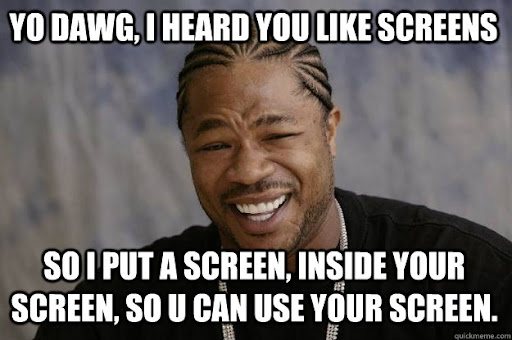 YO DAWG, I HEARD YOU LIKE SCREENS
SO I PUT A SCREEN, INSIDE YOUR
SCREEN, SO U CAN USE YOUR SCREEN.
quickmeme.com